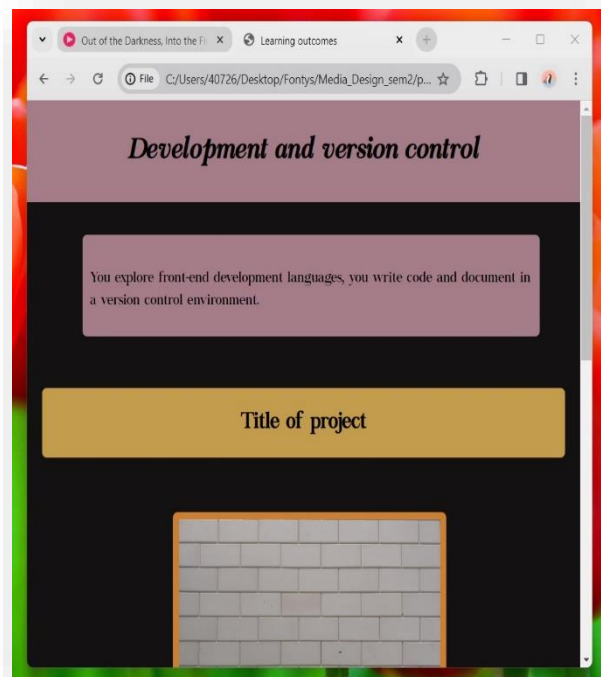 Out of the Darkness, Into the Fi
Learning outcomes
File C:/Users/40726/Desktop/Fontys/Media_Design_sem2/p...
Development and version control
You explore front-end development languages, you write code and document in
a version control environment.
Title of project